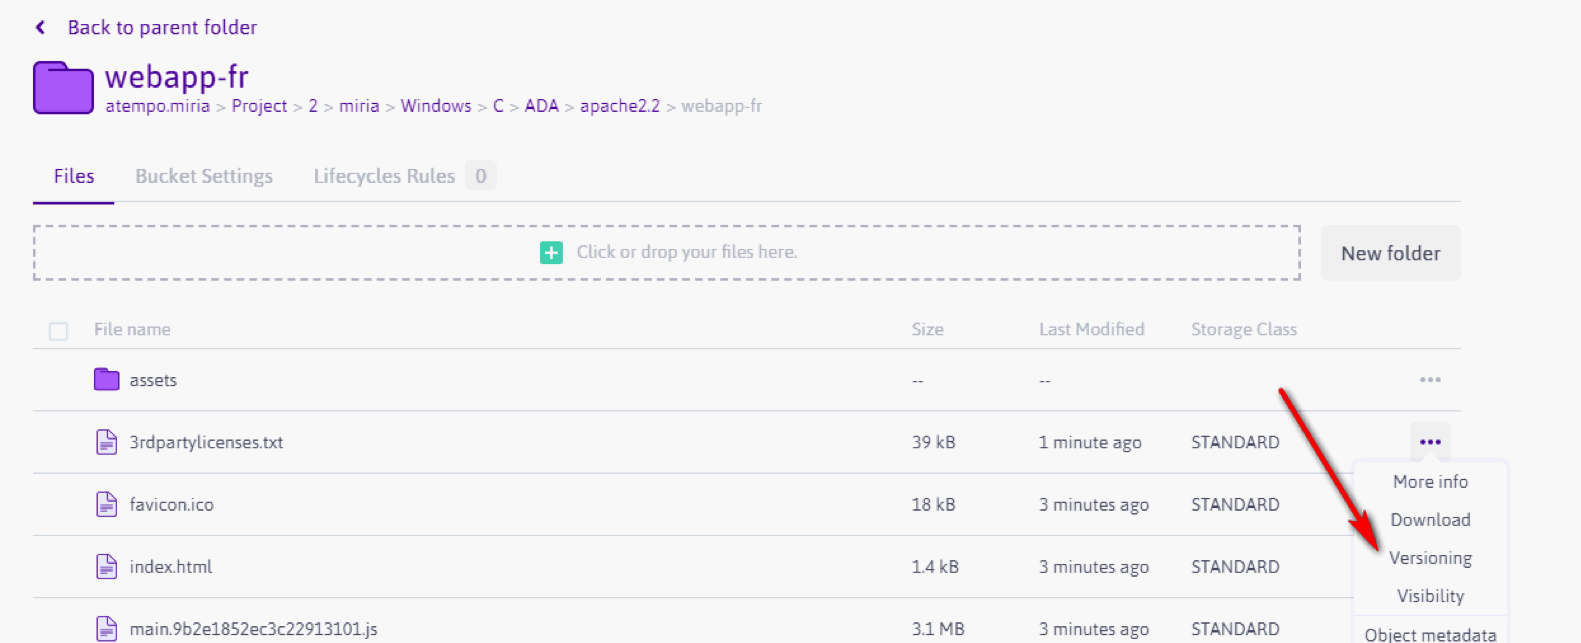 Back to parent folder
webapp-fr
atempo.miria > Project > 2 > miria > Windows > C > ADA > apache2.2 > webapp-fr
Files Bucket Settings Lifecycles Rules 0
Click or drop your files here. New folder
File name Size Last Modified Storage Class
assets -- -- •••
3rdpartylicenses.txt 39 kB 1 minute ago STANDARD •••
More info
favicon.ico 18 kB 3 minutes ago STANDARD
Download
Versioning
index.html 1.4 kB 3 minutes ago STANDARD
Visibility
main.9b2e1852ec3c22913101.js 3.1 MB 3 minutes ago STANDARD
Object metadata